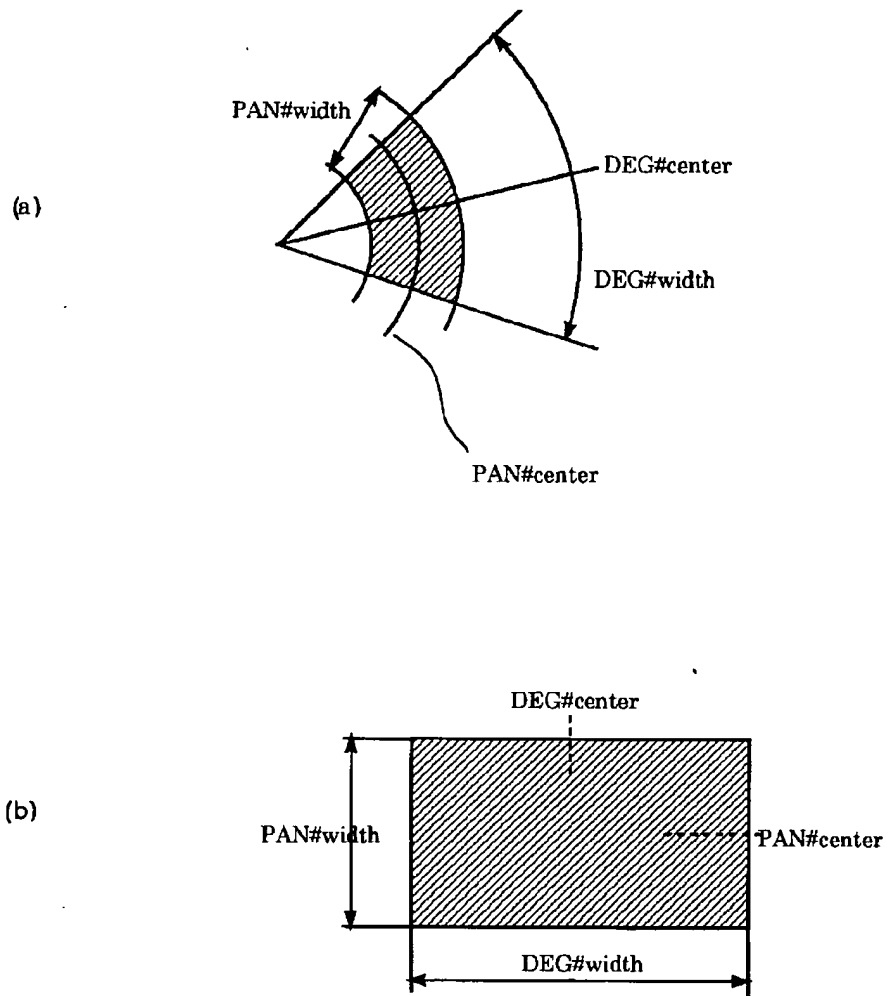 PAN#width
DEG#center
(a)
DEG#width
PAN#center
DEG#center
(b)
PAN#width
PAN#center
DEG#width